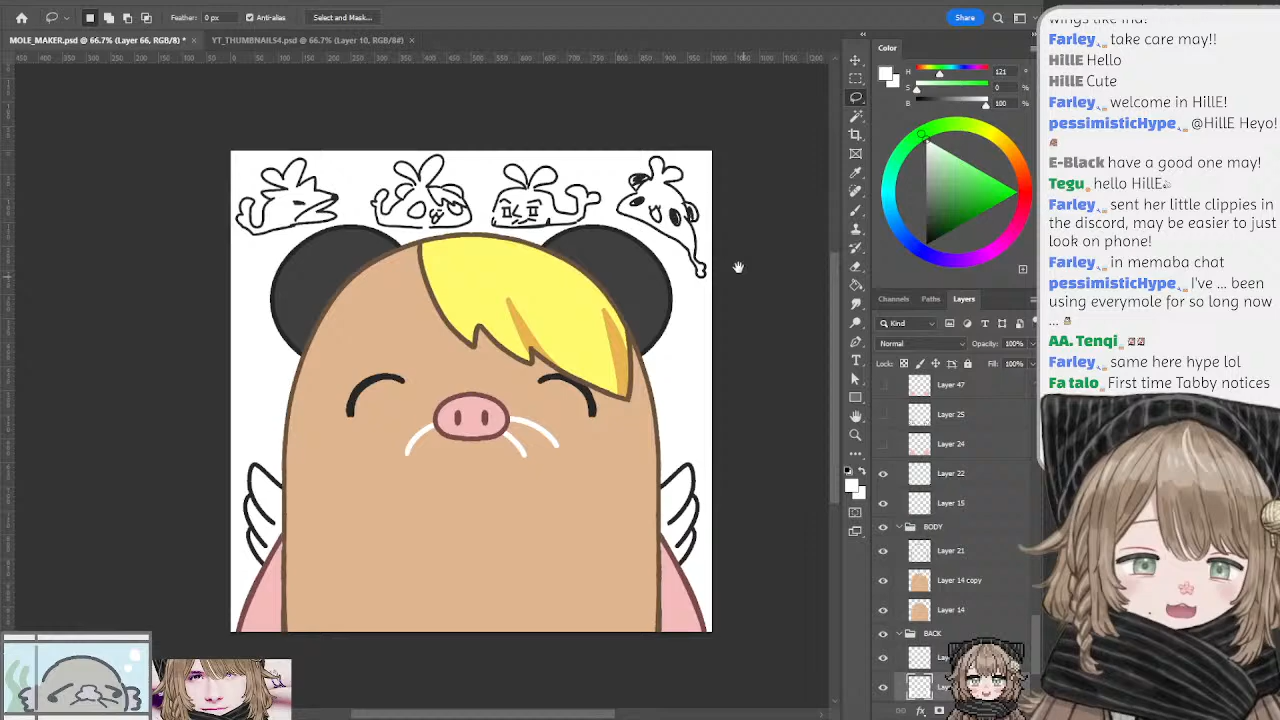 Feather: 0 px Anti-alias Select and Mask... Share
MOLE_MAKER.psd @ 66.7% (Layer 66, RGB/8#) * × YT_THUMBNAILS4.psd @ 66.7% (Layer 10, RGB/8#) ×
Color
H 121 °
S 0 %
B 100 %
Channels Paths Layers
Kind
Normal Opacity: 100%
Lock: Fill: 100%
Layer 47
Layer 25
Layer 24
Layer 22
Layer 15
BODY
Layer 21
Layer 14 copy
Layer 14
BACK
fx
Farley take care may!!
HillE Hello
HillE Cute
Farley welcome in HillE!
pessimisticHype @HillE Heyo!
E-Black have a good one may!
Tegu hello HillE
Farley sent her little clippies in
the discord, may be easier to just
look on phone!
Farley in memaba chat
pessimisticHype I've ... been
using everymole for so long now
...
AA. Tenqi
Farley same here hype lol
Fa talo First time Tabby notices